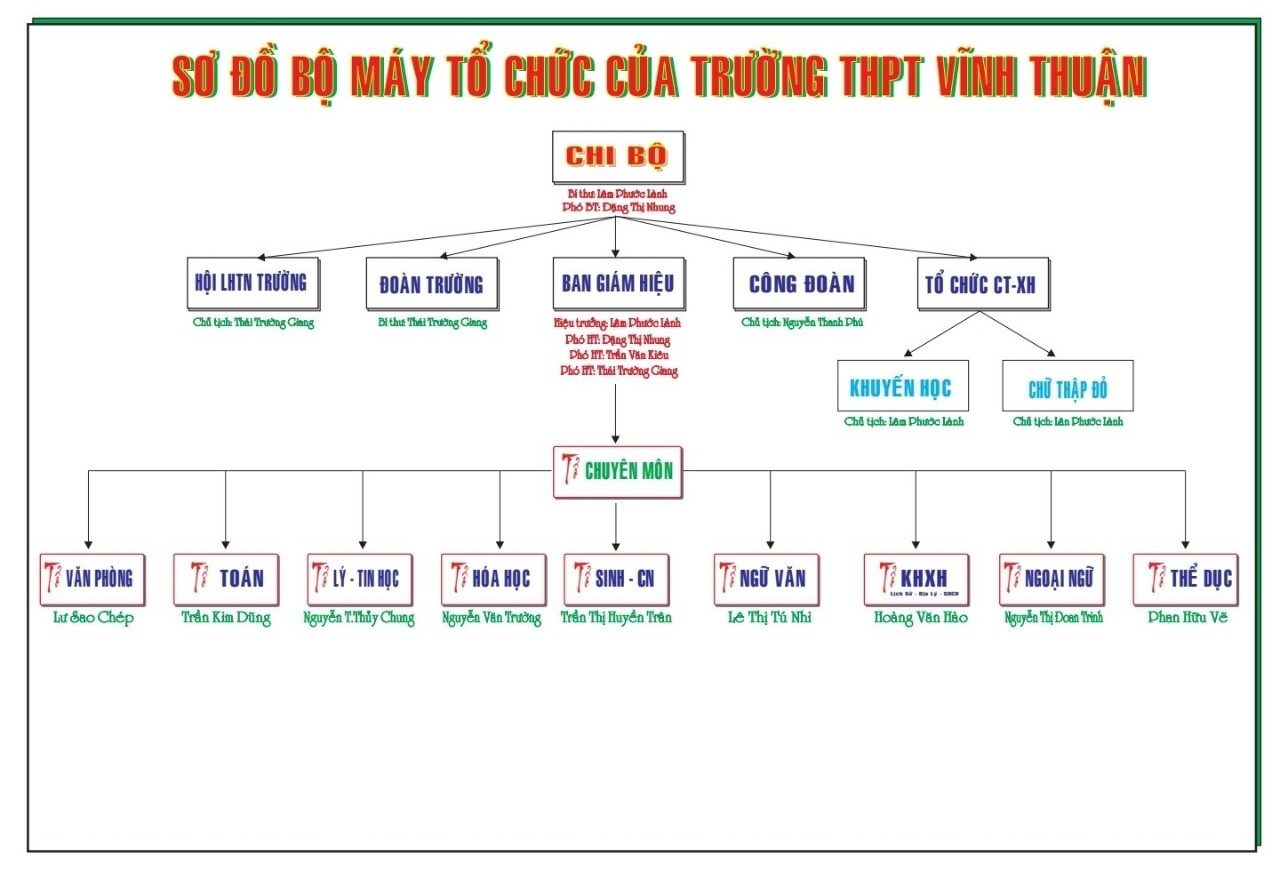 SƠ ĐỒ BỘ MÁY TỔ CHỨC CỦA TRƯỜNG THPT VĨNH THUẬN
CHI BỘ
Bí thư: Lâm Phước Lành
Phó BT: Đặng Thị Nhung
HỘI LHTN TRƯỜNG
Chủ tịch: Thái Trường Giang
ĐOÀN TRƯỜNG
Bí thư: Thái Trường Giang
BAN GIÁM HIỆU
Hiệu trưởng: Lâm Phước Lành
Phó HT: Đặng Thị Nhung
Phó HT: Trần Văn Kiêu
Phó HT: Thái Trường Giang
CÔNG ĐOÀN
Chủ tịch: Nguyễn Thanh Phú
TỔ CHỨC CT-XH
KHUYẾN HỌC
Chủ tịch: Lâm Phước Lành
CHỮ THẬP ĐỎ
Chủ tịch: Lân Phước Lành
Tổ CHUYÊN MÔN
Tổ VĂN PHÒNG
Lư Sao Chép
Tổ TOÁN
Trần Kim Dũng
Tổ LÝ - TIN HỌC
Nguyễn T.Thủy Chung
Tổ HÓA HỌC
Nguyễn Văn Trường
Tổ SINH - CN
Trần Thị Huyền Trân
Tổ NGỮ VĂN
Lê Thị Tú Nhi
Tổ KHXH
Lịch Sử - Địa Lý - GDCD
Hoàng Văn Hào
Tổ NGOẠI NGỮ
Nguyễn Thị Đoan Trinh
Tổ THỂ DỤC
Phan Hữu Vẽ